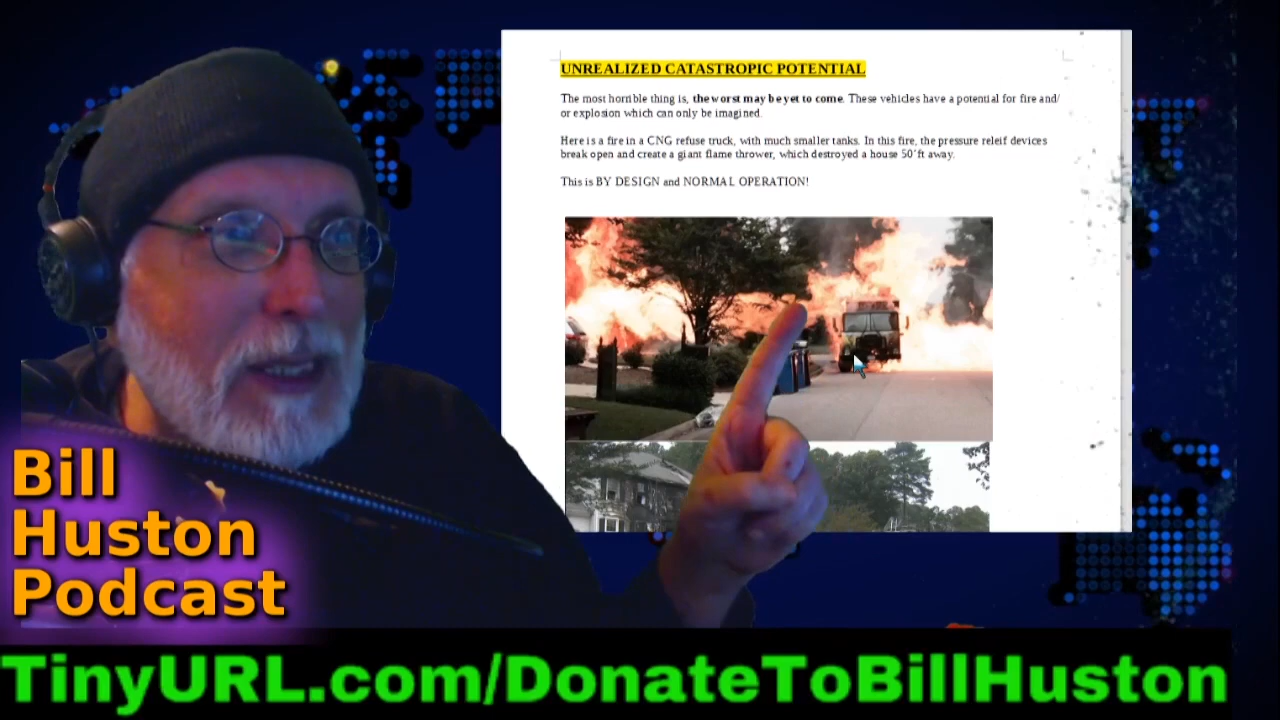 UNREALIZED CATASTROPIC POTENTIAL
The most horrible thing is, the worst may be yet to come. These vehicles have a potential for fire and/
or explosion which can only be imagined.
Here is a fire in a CNG refuse truck, with much smaller tanks. In this fire, the pressure releif devices
break open and create a giant flame thrower, which destroyed a house 50'ft away.
This is BY DESIGN and NORMAL OPERATION!
Bill
Huston
Podcast
TinyURL.com/DonateToBillHuston